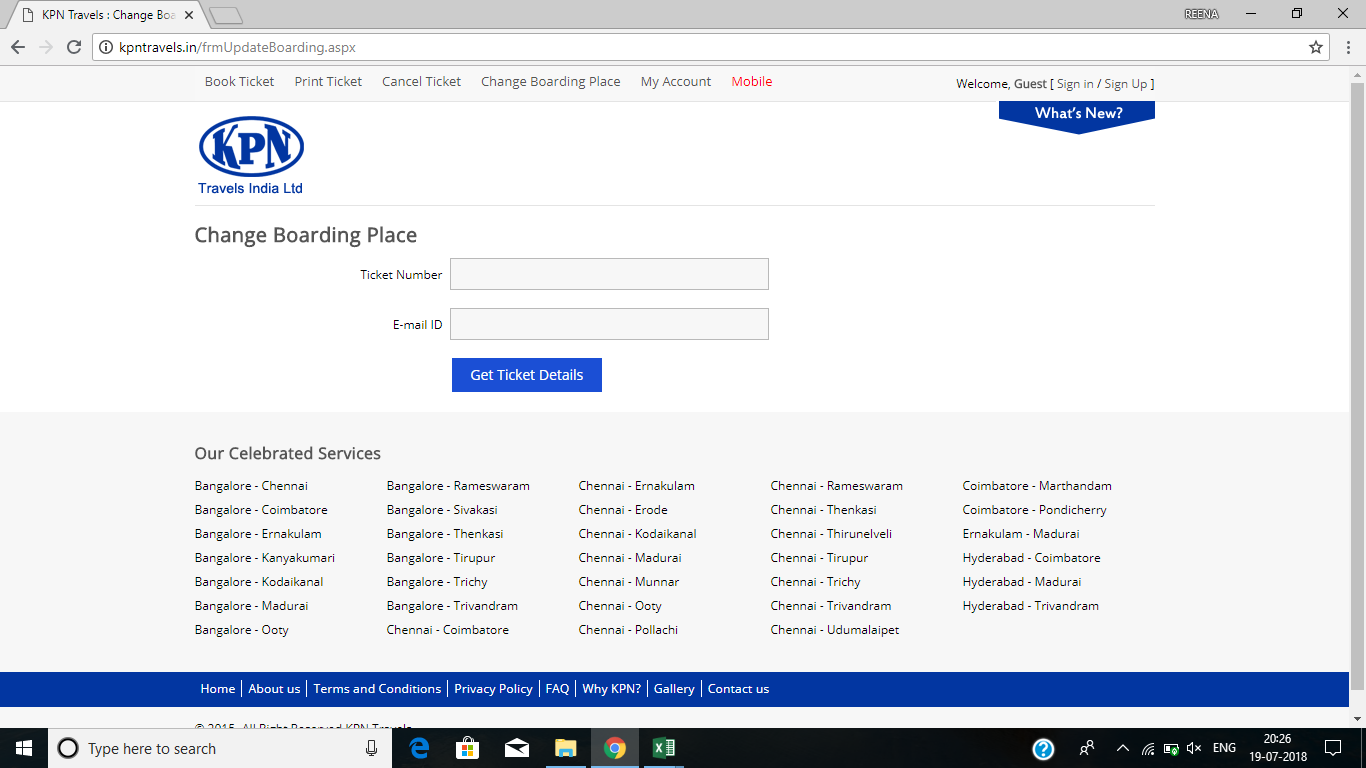 KPN Travels : Change Boa
REENA
kpntravels.in/frmUpdateBoarding.aspx
Book Ticket Print Ticket Cancel Ticket Change Boarding Place My Account Mobile Welcome, Guest [ Sign in / Sign Up ]
What's New?
KPN
Travels India Ltd
Change Boarding Place
Ticket Number
E-mail ID
Get Ticket Details
Our Celebrated Services
Bangalore - Chennai Bangalore - Rameswaram Chennai - Ernakulam Chennai - Rameswaram Coimbatore - Marthandam
Bangalore - Coimbatore Bangalore - Sivakasi Chennai - Erode Chennai - Thenkasi Coimbatore - Pondicherry
Bangalore - Ernakulam Bangalore - Thenkasi Chennai - Kodaikanal Chennai - Thirunelveli Ernakulam - Madurai
Bangalore - Kanyakumari Bangalore - Tirupur Chennai - Madurai Chennai - Tirupur Hyderabad - Coimbatore
Bangalore - Kodaikanal Bangalore - Trichy Chennai - Munnar Chennai - Trichy Hyderabad - Madurai
Bangalore - Madurai Bangalore - Trivandram Chennai - Ooty Chennai - Trivandram Hyderabad - Trivandram
Bangalore - Ooty Chennai - Coimbatore Chennai - Pollachi Chennai - Udumalaipet
Home About us Terms and Conditions Privacy Policy FAQ Why KPN? Gallery Contact us
© 2015, All Right Reserved KPN Travels
Type here to search
ENG
20:26
19-07-2018